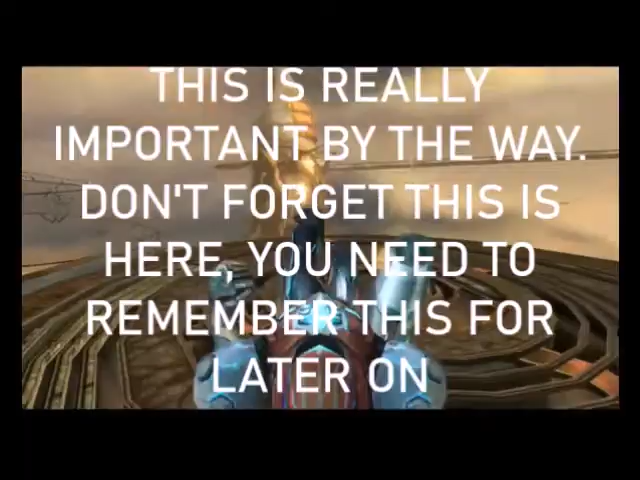 THIS IS REALLY
IMPORTANT BY THE WAY.
DON'T FORGET THIS IS
HERE, YOU NEED TO
REMEMBER THIS FOR
LATER ON